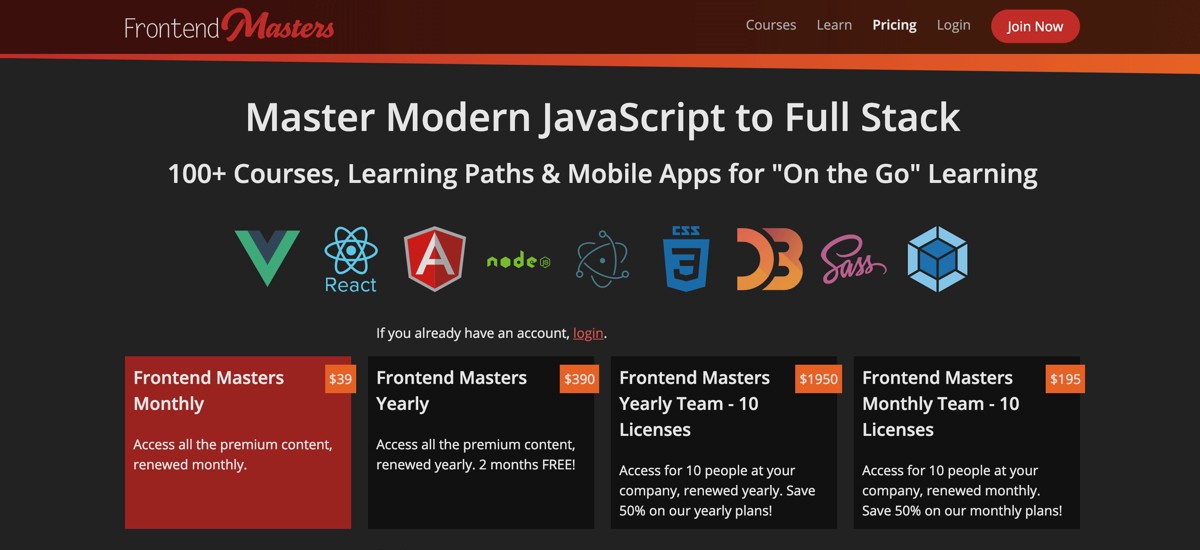 Frontend Masters
Courses Learn Pricing Login Join Now
Master Modern JavaScript to Full Stack
100+ Courses, Learning Paths & Mobile Apps for "On the Go" Learning
React
node JS
CSS
3
Sass
If you already have an account, login.
Frontend Masters
Monthly
$39
Access all the premium content,
renewed monthly.
Frontend Masters
Yearly
$390
Access all the premium content,
renewed yearly. 2 months FREE!
Frontend Masters
Yearly Team - 10
Licenses
$1950
Access for 10 people at your
company, renewed yearly. Save
50% on our yearly plans!
Frontend Masters
Monthly Team - 10
Licenses
$195
Access for 10 people at your
company, renewed monthly.
Save 50% on our monthly plans!